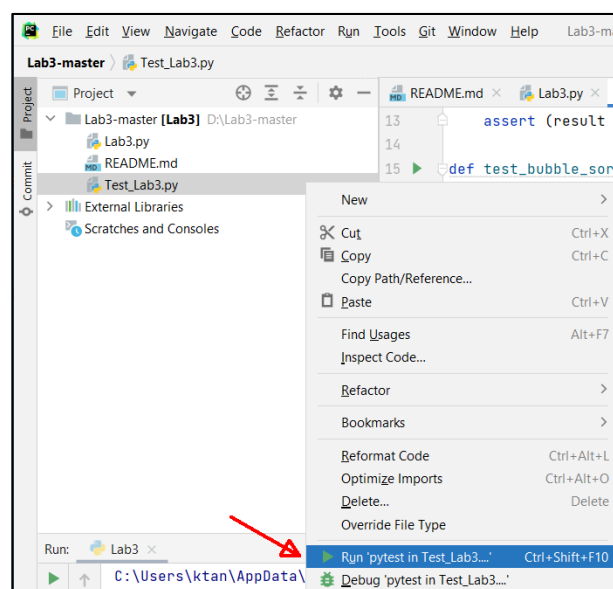 PC File Edit View Navigate Code Refactor Run Tools Git Window Help Lab3-ma
Lab3-master Test_Lab3.py
Project
Project
MD README.md Lab3.py
Lab3-master [Lab3] D:\Lab3-master
Lab3.py
MD README.md
Test_Lab3.py
External Libraries
Scratches and Consoles
Commit
13 assert (result
14
15 def test_bubble_sor
New
Cut Ctrl+X
Copy Ctrl+C
Copy Path/Reference...
Paste Ctrl+V
Find Usages Alt+F7
Inspect Code...
Refactor
Bookmarks
Reformat Code Ctrl+Alt+L
Optimize Imports Ctrl+Alt+O
Delete... Delete
Override File Type
Run 'pytest in Test_Lab3....' Ctrl+Shift+F10
Debug 'pytest in Test_Lab3....'
Run: Lab3
C:\Users\ktan\AppData\